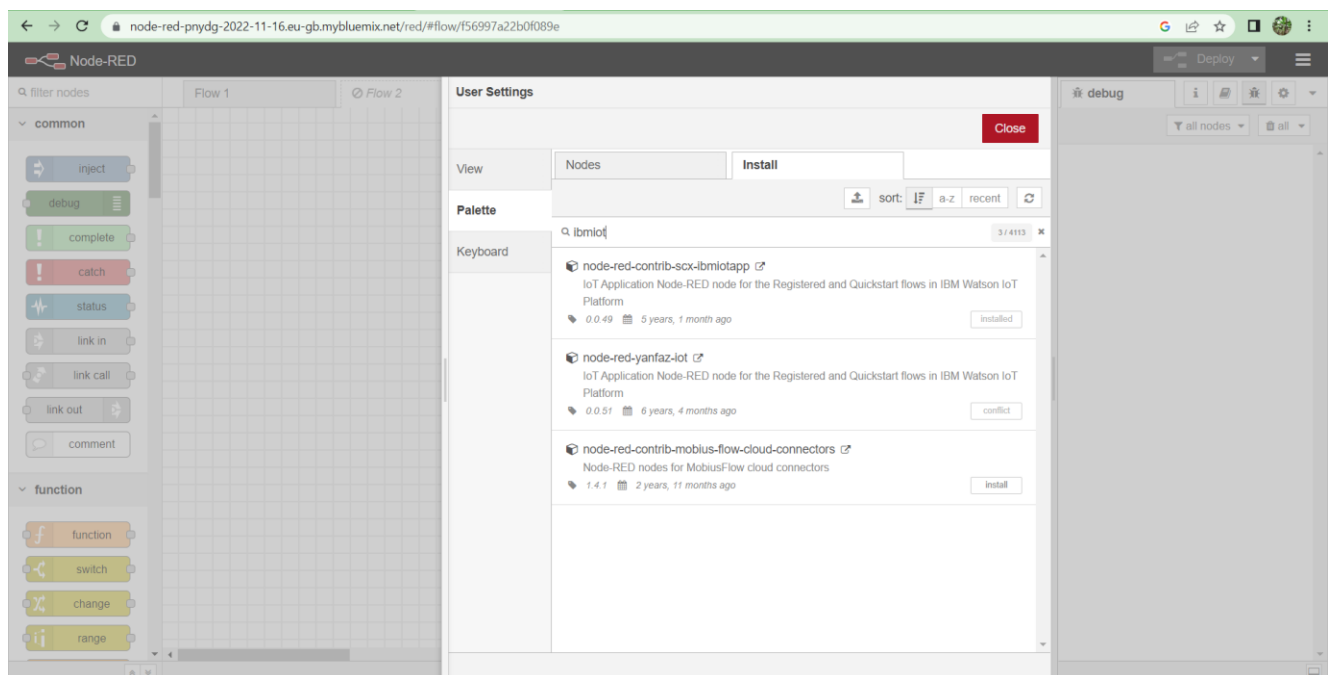 node-red-pnydg-2022-11-16.eu-gb.mybluemix.net/red/#flow/f56997a22b0f089e
Node-RED
Deploy
filter nodes
Flow 1
Flow 2
User Settings
debug
i
common
Close
all nodes
all
inject
View
Nodes
Install
debug
sort:
a-z
recent
Palette
complete
ibmiot
3 / 4113
Keyboard
catch
node-red-contrib-scx-ibmiotapp
IoT Application Node-RED node for the Registered and Quickstart flows in IBM Watson IoT
Platform
status
0.0.49
5 years, 1 month ago
installed
link in
node-red-yanfaz-iot
IoT Application Node-RED node for the Registered and Quickstart flows in IBM Watson IoT
Platform
link call
0.0.51
6 years, 4 months ago
conflict
link out
comment
node-red-contrib-mobius-flow-cloud-connectors
Node-RED nodes for MobiusFlow cloud connectors
1.4.1
2 years, 11 months ago
install
function
function
switch
change
range